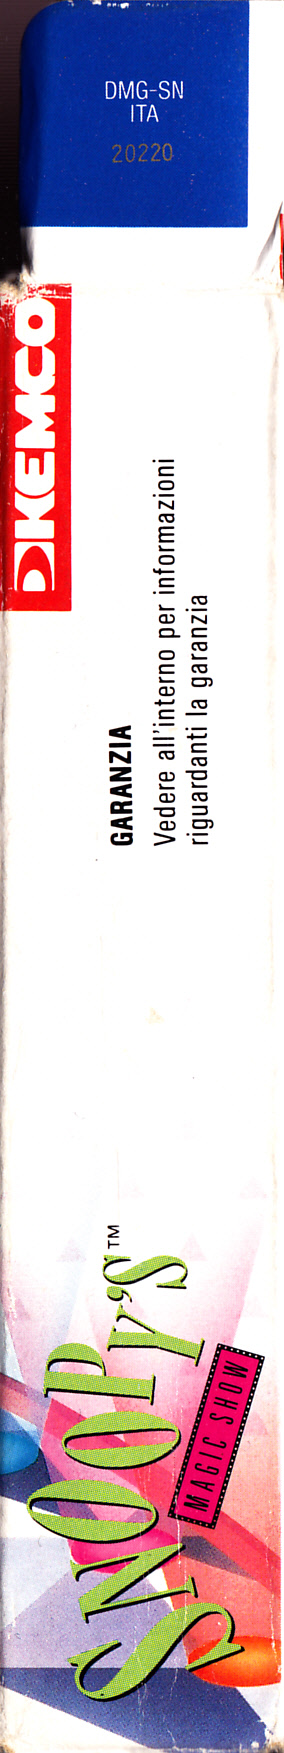 DMG-SN
ITA
20220
KEMCO
GARANZIA
Vedere all'interno per informazioni
riguardanti la garanzia
SNOOPY'S™
MAGIC SHOW